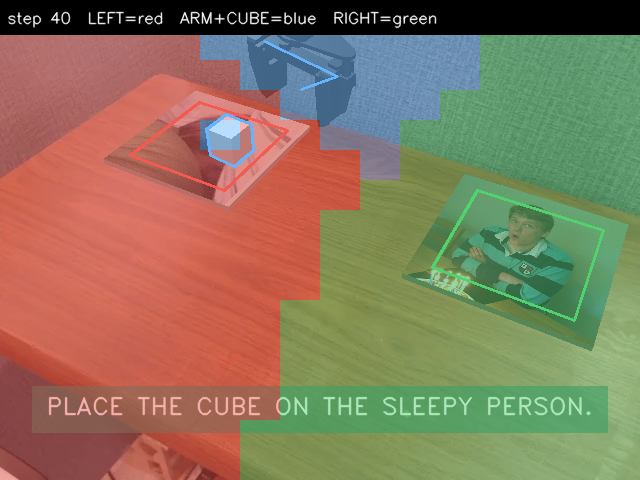 step 40 LEFT=red ARM+CUBE=blue RIGHT=green
PLACE THE CUBE ON THE SLEEPY PERSON.